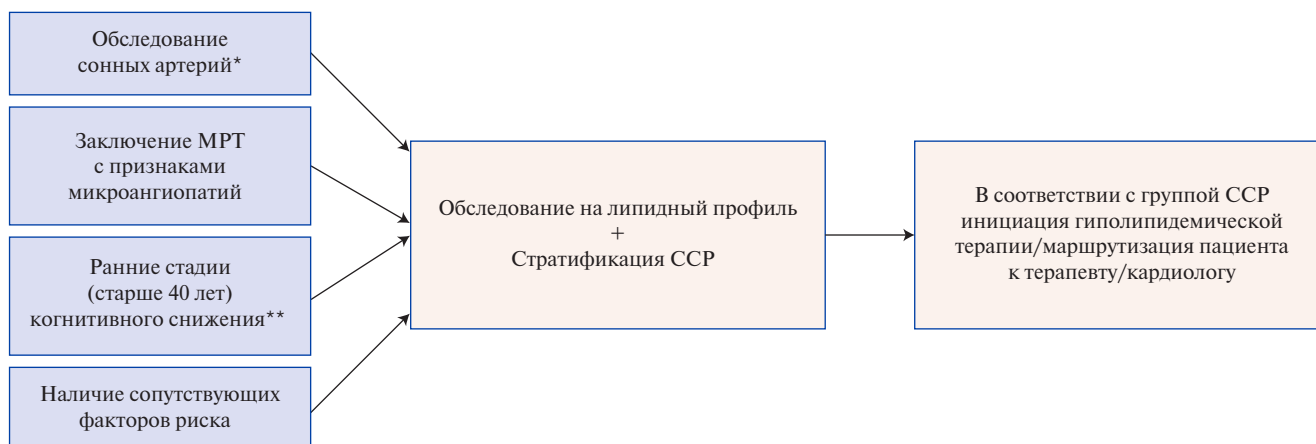 Обследование
сонных артерий*
Заключение МРТ
с признаками
микроангиопатий
Ранние стадии
(старше 40 лет)
когнитивного снижения**
Наличие сопутствующих
факторов риска
Обследование на липидный профиль
+
Стратификация ССР
В соответствии с группой ССР
инициация гиполипидемической
терапии/маршрутизация пациента
к терапевту/кардиологу